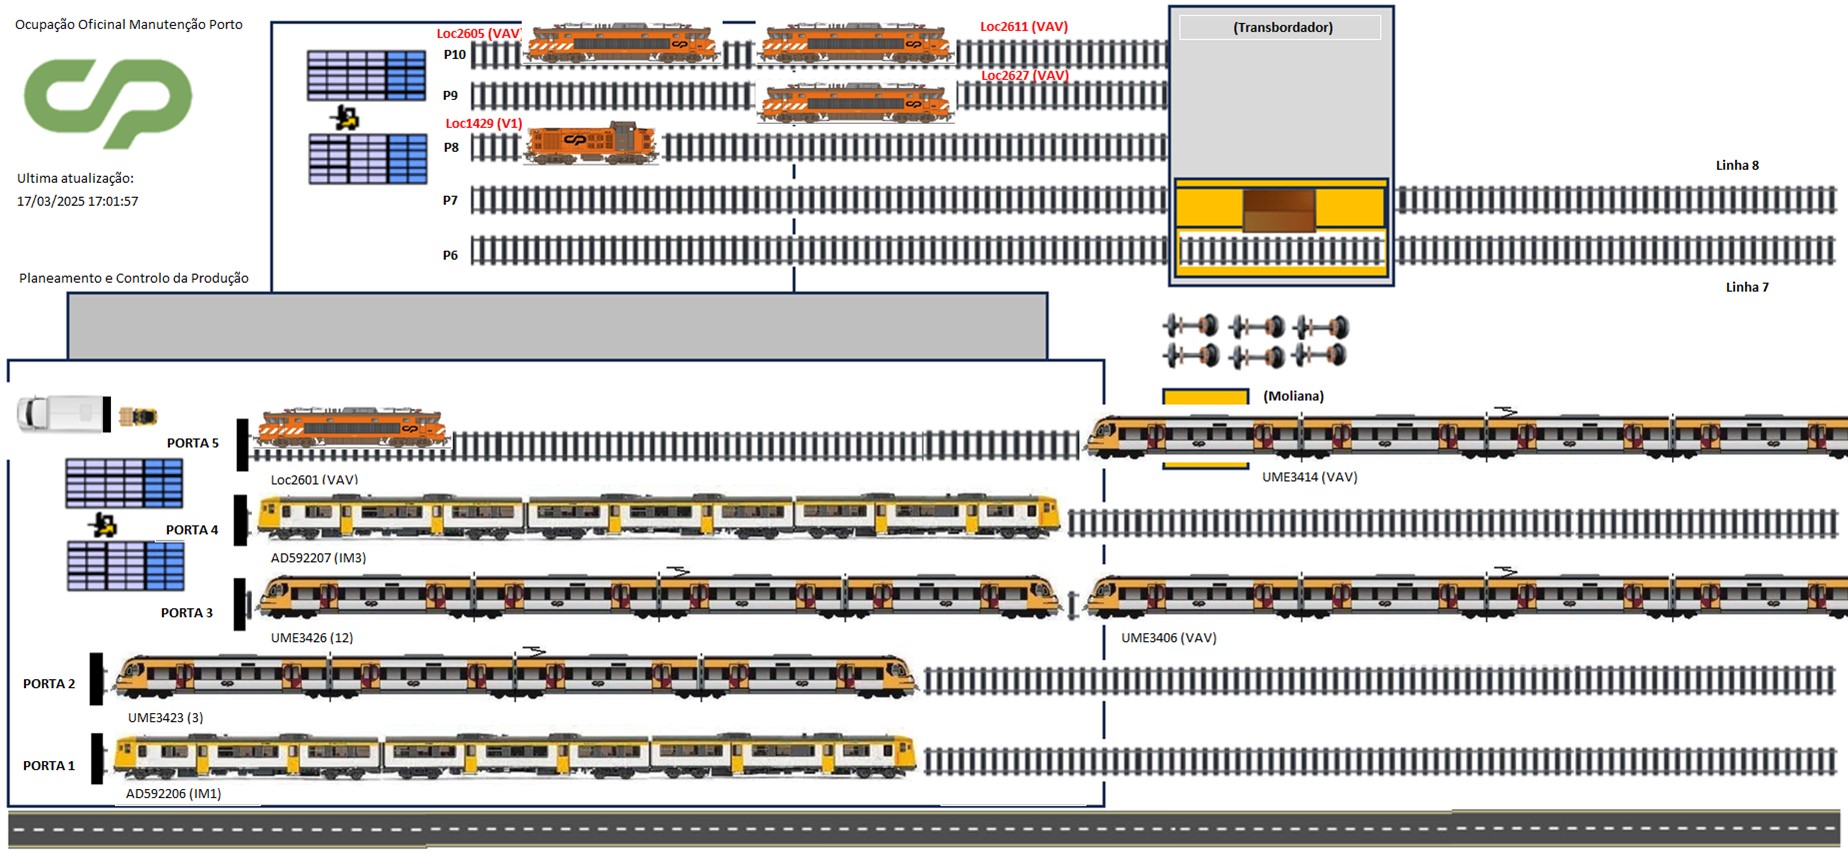 Ocupação Oficinal Manutenção Porto
CP
Ultima atualização:
17/03/2025 17:01:57
Planeamento e Controlo da Produção
Loc2605 (VAV)
Loc2611 (VAV)
P10
Loc2627 (VAV)
P9
Loc1429 (V1)
P8
P7
P6
(Transbordador)
Linha 8
Linha 7
(Moliana)
PORTA 5
Loc2601 (VAV)
UME3414 (VAV)
PORTA 4
AD592207 (IM3)
PORTA 3
UME3426 (12)
UME3406 (VAV)
PORTA 2
UME3423 (3)
PORTA 1
AD592206 (IM1)